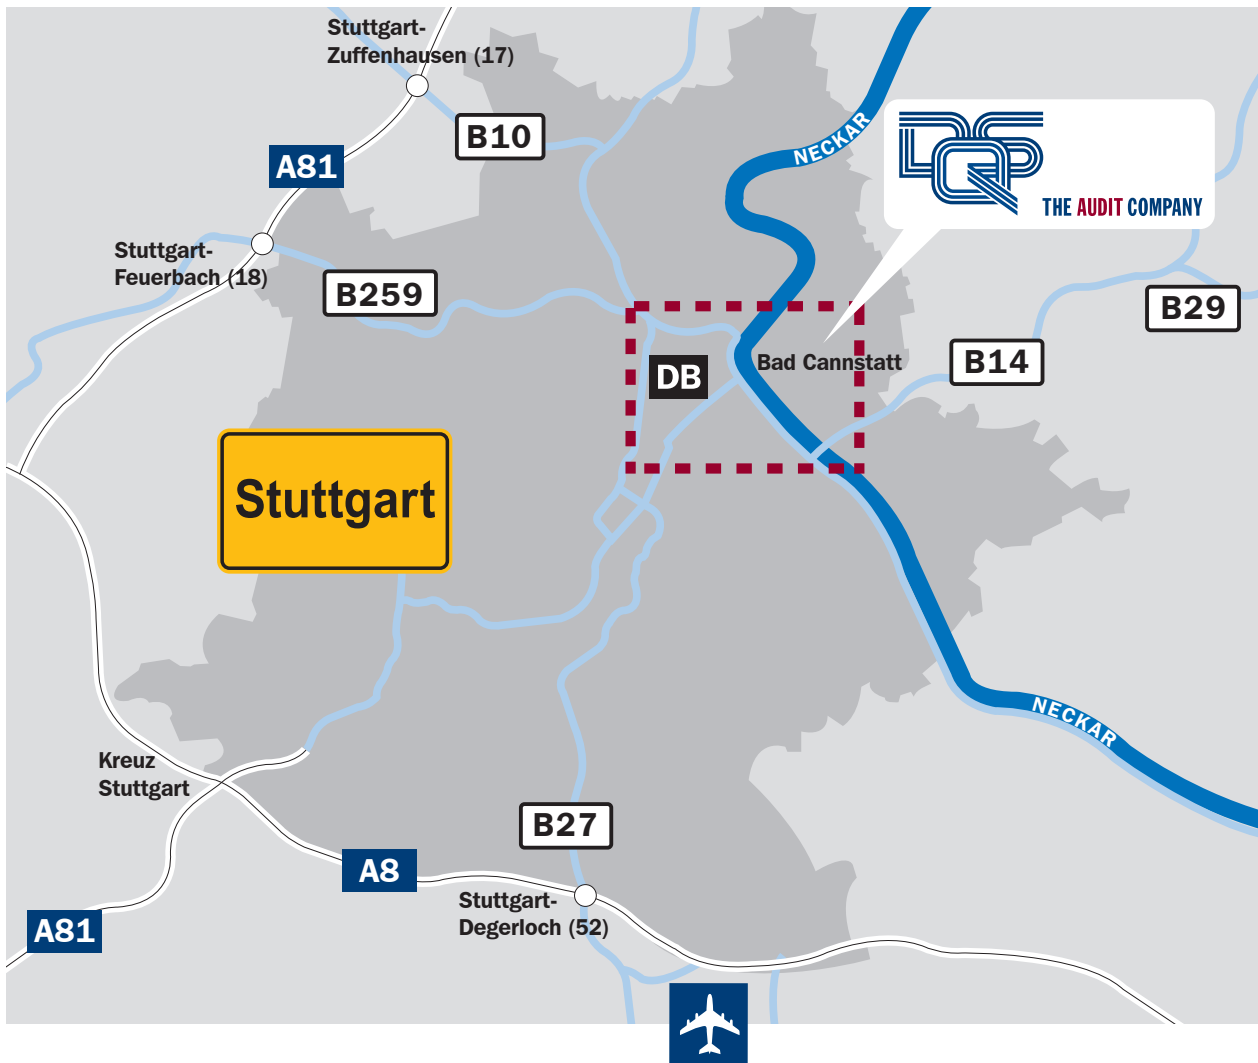 Stuttgart-
Zuffenhausen (17)
B10
A81
NECKAR
DQS
THE AUDIT COMPANY
Stuttgart-
Feuerbach (18)
B259
B29
DB
Bad Cannstatt
B14
Stuttgart
NECKAR
Kreuz
Stuttgart
B27
A8
Stuttgart-
Degerloch (52)
A81